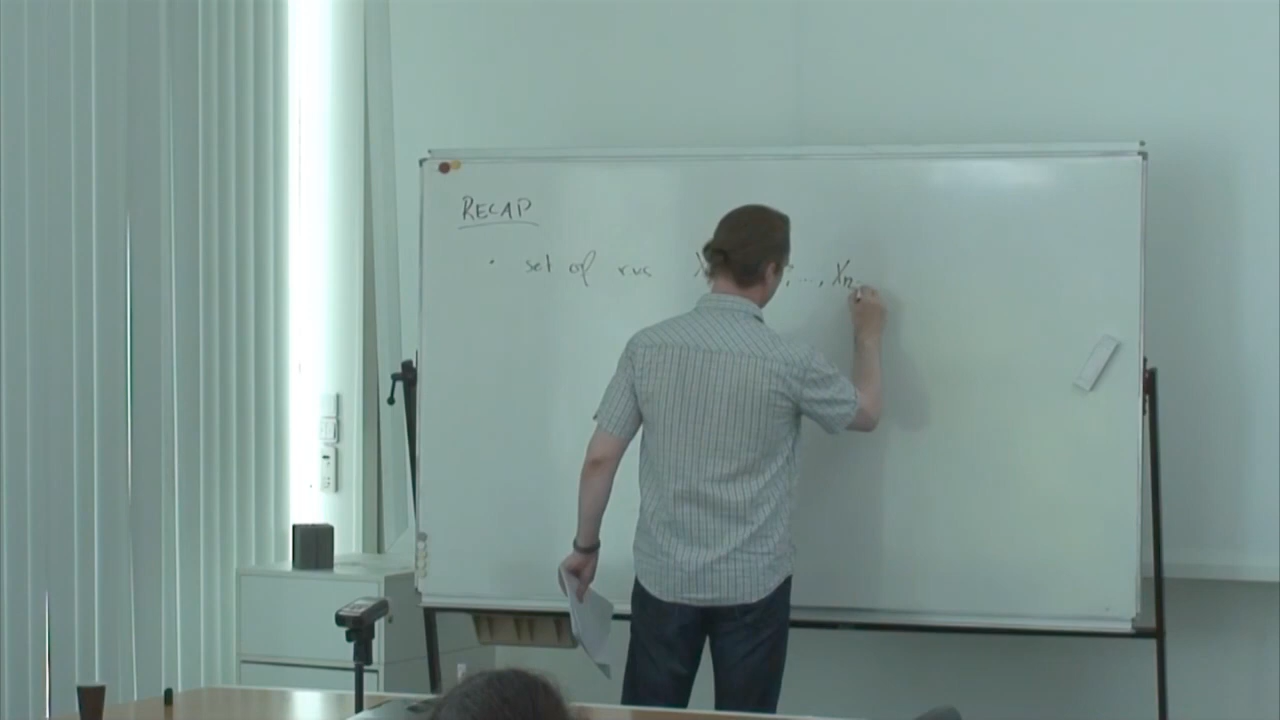 RECAP
• set of rvs X ,...,Xn